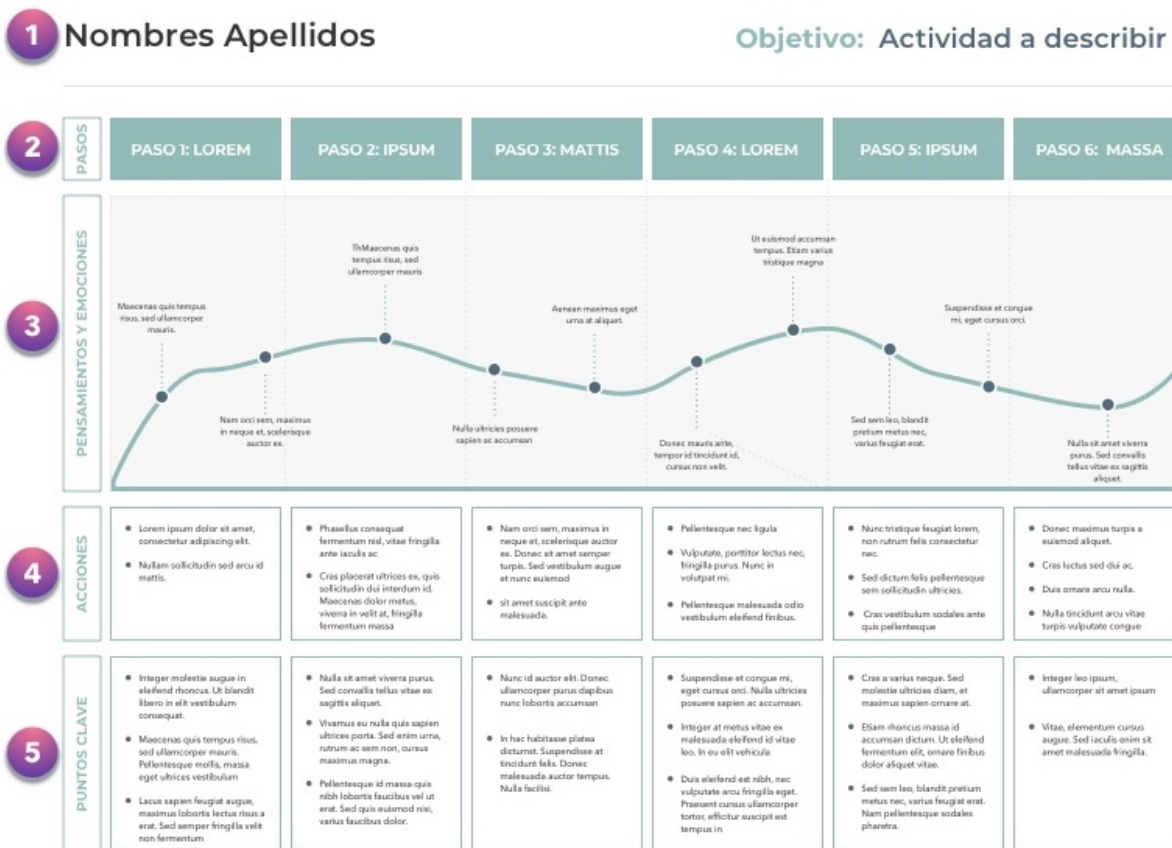 1
Nombres Apellidos
Objetivo: Actividad a describir
2
PASOS
PASO 1: LOREM
PASO 2: IPSUM
PASO 3: MATTIS
PASO 4: LOREM
PASO 5: IPSUM
PASO 6: MASSA
3
PENSAMIENTOS Y EMOCIONES
Maecenas quis tempus
risus, sed ullamcorper
mauris.
Nam orci sem, maximus
in neque et, scelerisque
auctor ex.
ThMaecenas quis
tempus risus, sed
ullamcorper mauris
Nulla ultricies posuere
sapien ac accumsan
Aenean maximus eget
urna at aliquet.
Donec mauris ante,
tempor id tincidunt id,
cursus non velit.
Ut euismod accumsan
tempus. Etiam varius
tristique magna
Sed sem leo, blandit
pretium metus nec,
varius feugiat erat.
Suspendisse et congue
mi, eget cursus orci.
Nulla sit amet viverra
purus. Sed convallis
tellus vitae ex sagittis
aliquet.
4
ACCIONES
Lorem ipsum dolor sit amet,
consectetur adipiscing elit.
Nullam sollicitudin sed arcu id
mattis.
Phasellus consequat
fermentum nisl, vitae fringilla
ante iaculis ac
Cras placerat ultrices ex, quis
sollicitudin dui interdum id.
Maecenas dolor metus,
viverra in velit at, fringilla
fermentum massa
Nam orci sem, maximus in
neque et, scelerisque auctor
ex. Donec sit amet semper
turpis. Sed vestibulum augue
et nunc euismod
sit amet suscipit ante
malesuada.
Pellentesque nec ligula
Vulputate, porttitor lectus nec,
fringilla purus. Nunc in
volutpat mi.
Pellentesque malesuada odio
vestibulum eleifend finibus.
Nunc tristique feugiat lorem,
non rutrum felis consectetur
nec.
Sed dictum felis pellentesque
sem sollicitudin ultricies.
Cras vestibulum sodales ante
quis pellentesque
Donec maximus turpis a
euismod aliquet.
Cras luctus sed dui ac.
Duis ornare arcu nulla.
Nulla tincidunt arcu vitae
turpis vulputate congue
5
PUNTOS CLAVE
Integer molestie augue in
eleifend rhoncus. Ut blandit
libero in elit vestibulum
consequat.
Maecenas quis tempus risus,
sed ullamcorper mauris.
Pellentesque mollis, massa
eget ultrices vestibulum
Lacus sapien feugiat augue,
maximus lobortis lectus risus a
erat. Sed semper fringilla velit
non fermentum
Nulla sit amet viverra purus.
Sed convallis tellus vitae ex
sagittis aliquet.
Vivamus eu nulla quis sapien
ultrices porta. Sed enim urna,
rutrum ac sem non, cursus
maximus magna.
Pellentesque id massa quis
nibh lobortis faucibus vel ut
erat. Sed quis euismod nisi,
varius faucibus dolor.
Nunc id auctor elit. Donec
ullamcorper purus dapibus
nunc lobortis accumsan
In hac habitasse platea
dictumst. Suspendisse at
tincidunt felis. Donec
malesuada auctor tempus.
Nulla facilisi.
Suspendisse et congue mi,
eget cursus orci. Nulla ultricies
posuere sapien ac accumsan.
Integer at metus vitae ex
malesuada eleifend id vitae
leo. In eu elit vehicula
Duis eleifend est nibh, nec
vulputate arcu fringilla eget.
Praesent cursus ullamcorper
tortor, efficitur suscipit est
tempus in
Cras a varius neque. Sed
molestie ultricies diam, et
maximus sapien ornare at.
Etiam rhoncus massa id
accumsan dictum. Ut eleifend
fermentum elit, ornare finibus
dolor aliquet vitae.
Sed sem leo, blandit pretium
metus nec, varius feugiat erat.
Nam pellentesque sodales
pharetra.
Integer leo ipsum,
ullamcorper sit amet ipsum
Vitae, elementum cursus
augue. Sed iaculis enim sit
amet malesuada fringilla.